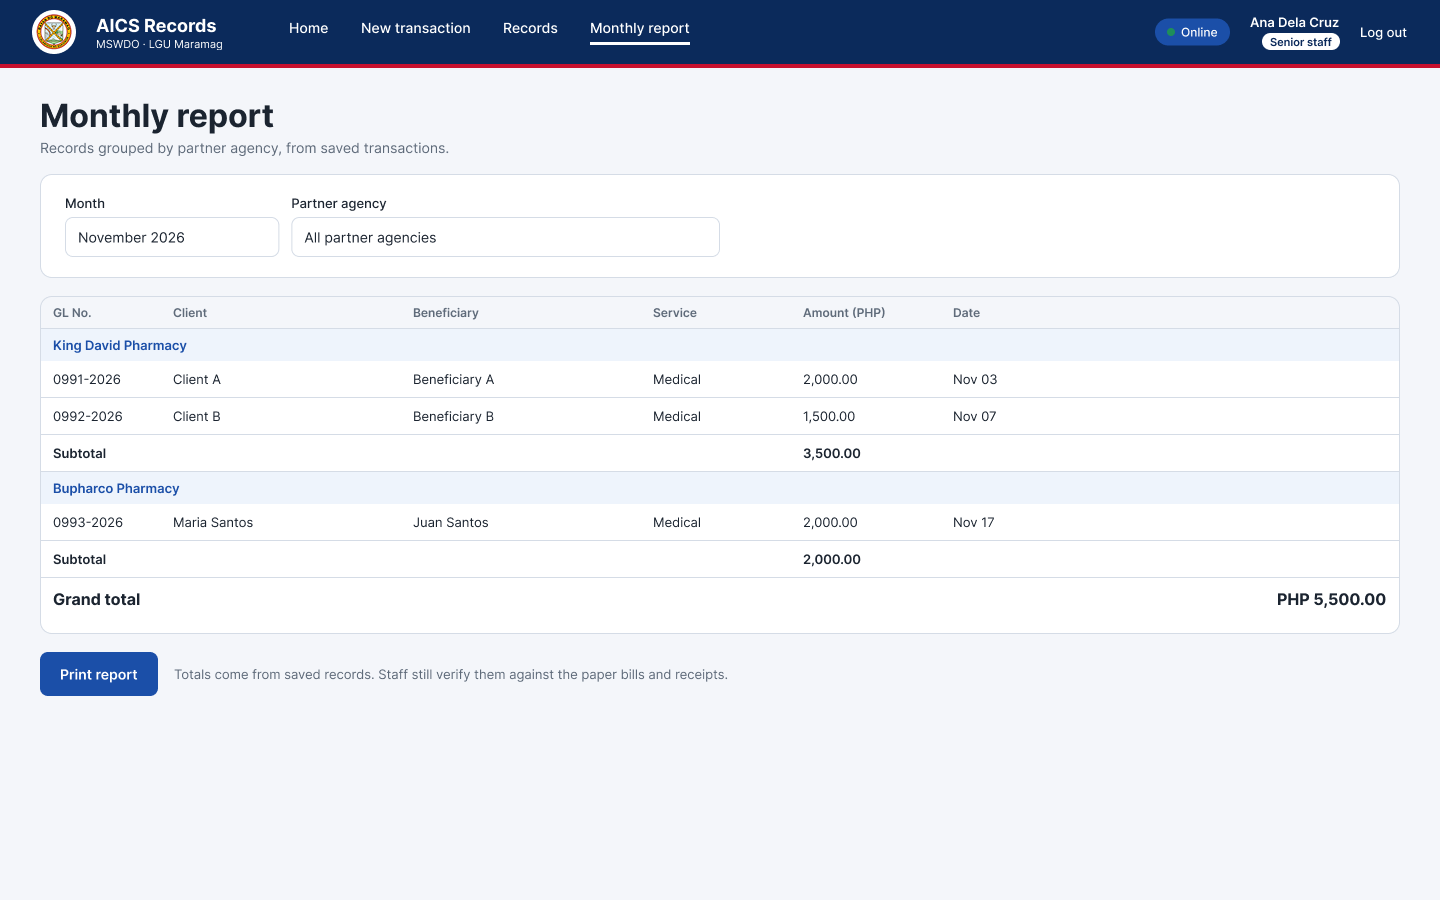 AICS Records
MSWDO · LGU Maramag
Home
New transaction
Records
Monthly report
Online
Ana Dela Cruz
Senior staff
Log out
Monthly report
Records grouped by partner agency, from saved transactions.
Month
Partner agency
November 2026
All partner agencies
GL No. Client Beneficiary Service Amount (PHP) Date
King David Pharmacy
0991-2026 Client A Beneficiary A Medical 2,000.00 Nov 03
0992-2026 Client B Beneficiary B Medical 1,500.00 Nov 07
Subtotal 3,500.00
Bupharco Pharmacy
0993-2026 Maria Santos Juan Santos Medical 2,000.00 Nov 17
Subtotal 2,000.00
Grand total PHP 5,500.00
Print report
Totals come from saved records. Staff still verify them against the paper bills and receipts.